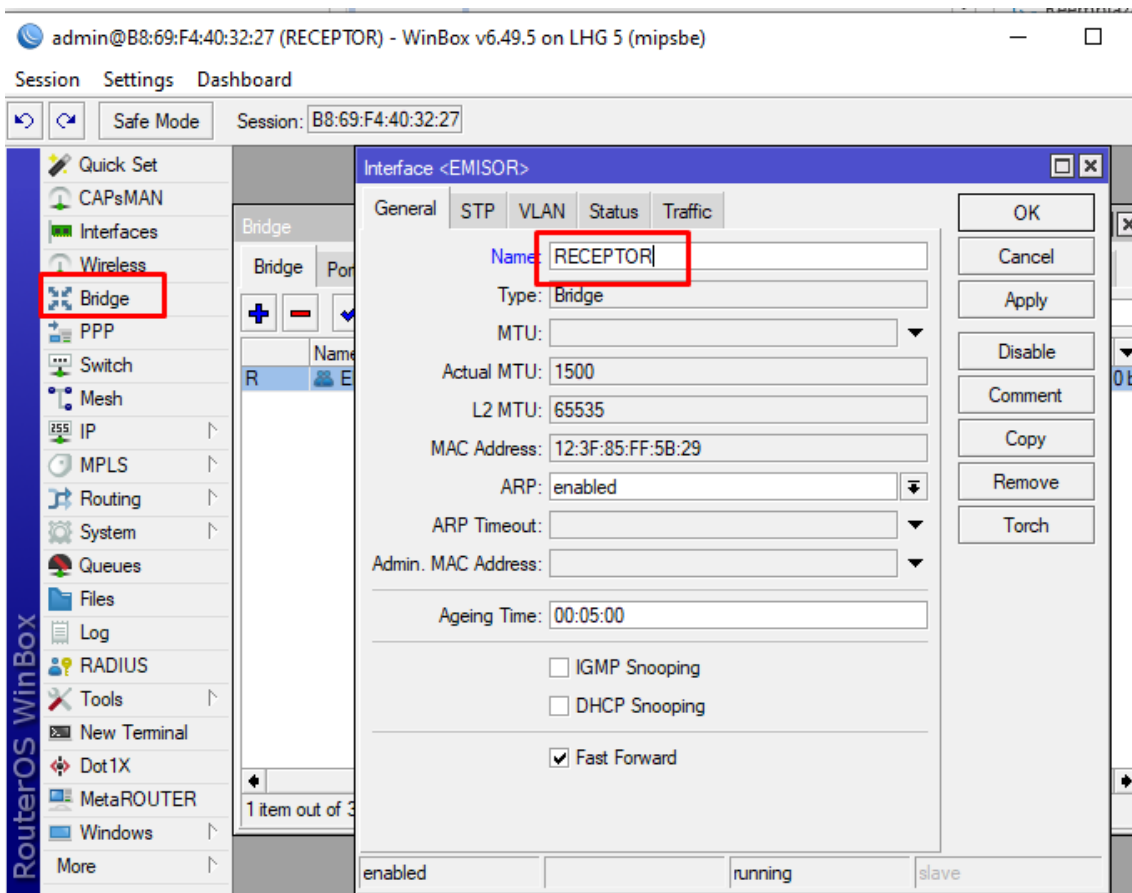 admin@B8:69:F4:40:32:27 (RECEPTOR) - WinBox v6.49.5 on LHG 5 (mipsbe)
Session Settings Dashboard
Safe Mode Session: B8:69:F4:40:32:27
Quick Set
CAPsMAN
Interfaces
Wireless
Bridge
PPP
Switch
Mesh
255 IP
MPLS
Routing
System
Queues
Files
Log
RADIUS
Tools
New Terminal
Dot1X
MetaROUTER
Windows
More
RouterOS WinBox
Bridge
Bridge Por
Name
R E
1 item out of 3
Interface <EMISOR>
General STP VLAN Status Traffic
Name: RECEPTOR
Type: Bridge
MTU:
Actual MTU: 1500
L2 MTU: 65535
MAC Address: 12:3F:85:FF:5B:29
ARP: enabled
ARP Timeout:
Admin. MAC Address:
Ageing Time: 00:05:00
IGMP Snooping
DHCP Snooping
Fast Forward
enabled running slave
OK
Cancel
Apply
Disable
Comment
Copy
Remove
Torch
0 b